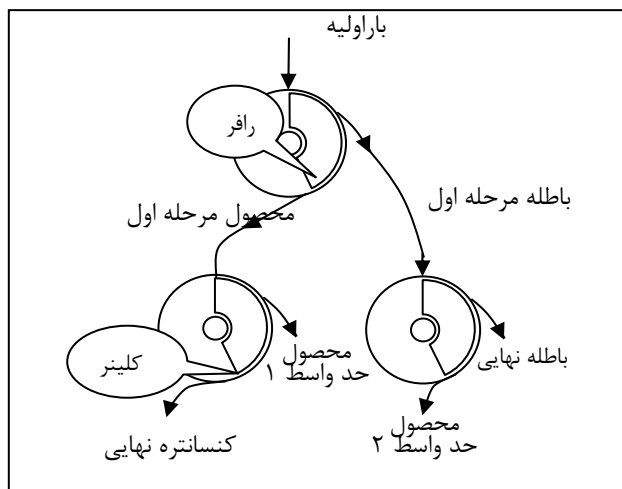 باراولیه
رافر
باطله مرحله اول
محصول مرحله اول
محصول
حد واسط ۱
باطله نهایی
کلینر
محصول
حد واسط ۲
کنسانتره نهایی